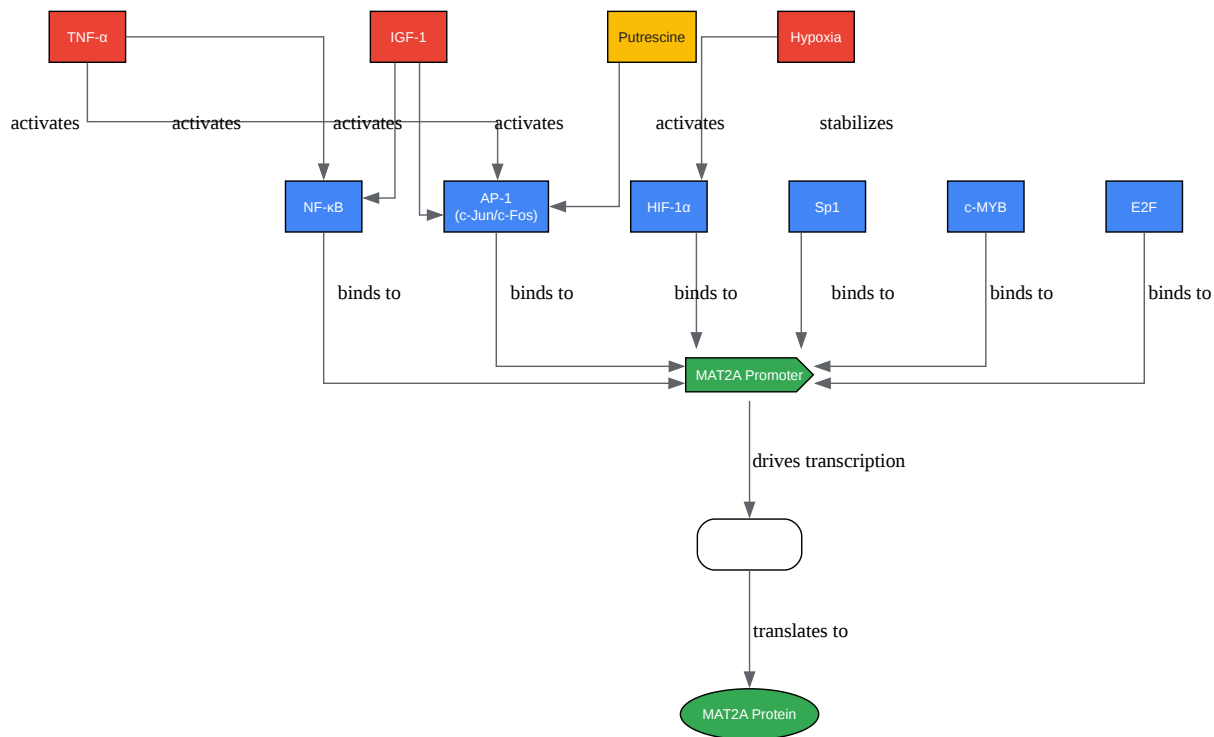 TNF-α
IGF-1
Putrescine
Hypoxia
activates
activates
activates
activates
activates
stabilizes
NF-κB
AP-1
(c-Jun/c-Fos)
HIF-1α
Sp1
c-MYB
E2F
binds to
binds to
binds to
binds to
binds to
binds to
MAT2A Promoter
drives transcription
translates to
MAT2A Protein